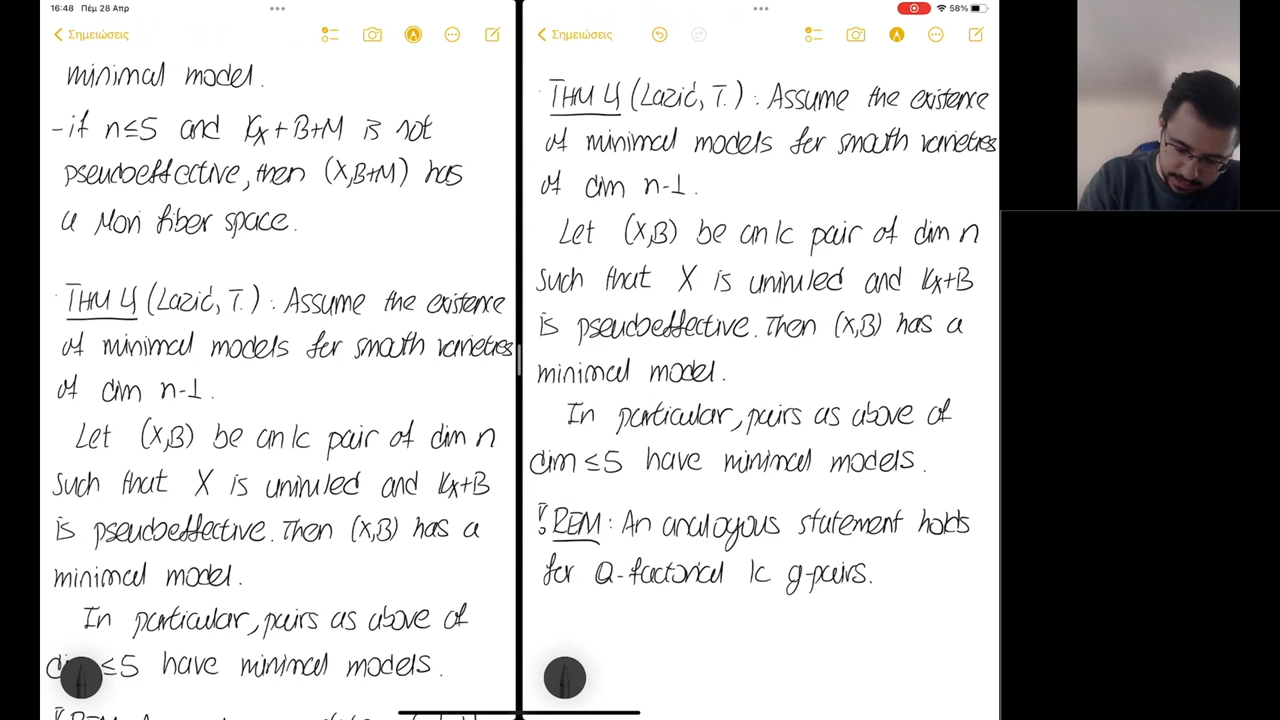 16:48 Πέμ 28 Απρ
Σημειώσεις
minimal model.
- if n≤5 and Kx+B+M is not
pseudoeffective, then (X,B+M) has
a Mori fiber space.
THM 4 (Lazić, T.) : Assume the existence
of minimal models for smooth varieties
of dim n-1.
Let (X,B) be an lc pair of dim n
such that X is uniruled and Kx+B
is pseudoeffective. Then (X,B) has a
minimal model.
In particular, pairs as above of
≤5 have minimal models.
58%
Σημειώσεις
THM 4 (Lazić, T.) : Assume the existence
of minimal models for smooth varieties
of dim n-1.
Let (X,B) be an lc pair of dim n
such that X is uniruled and Kx+B
is pseudoeffective. Then (X,B) has a
minimal model.
In particular, pairs as above of
dim ≤5 have minimal models.
! REM : An analogous statement holds
for Q-factorial lc g-pairs.